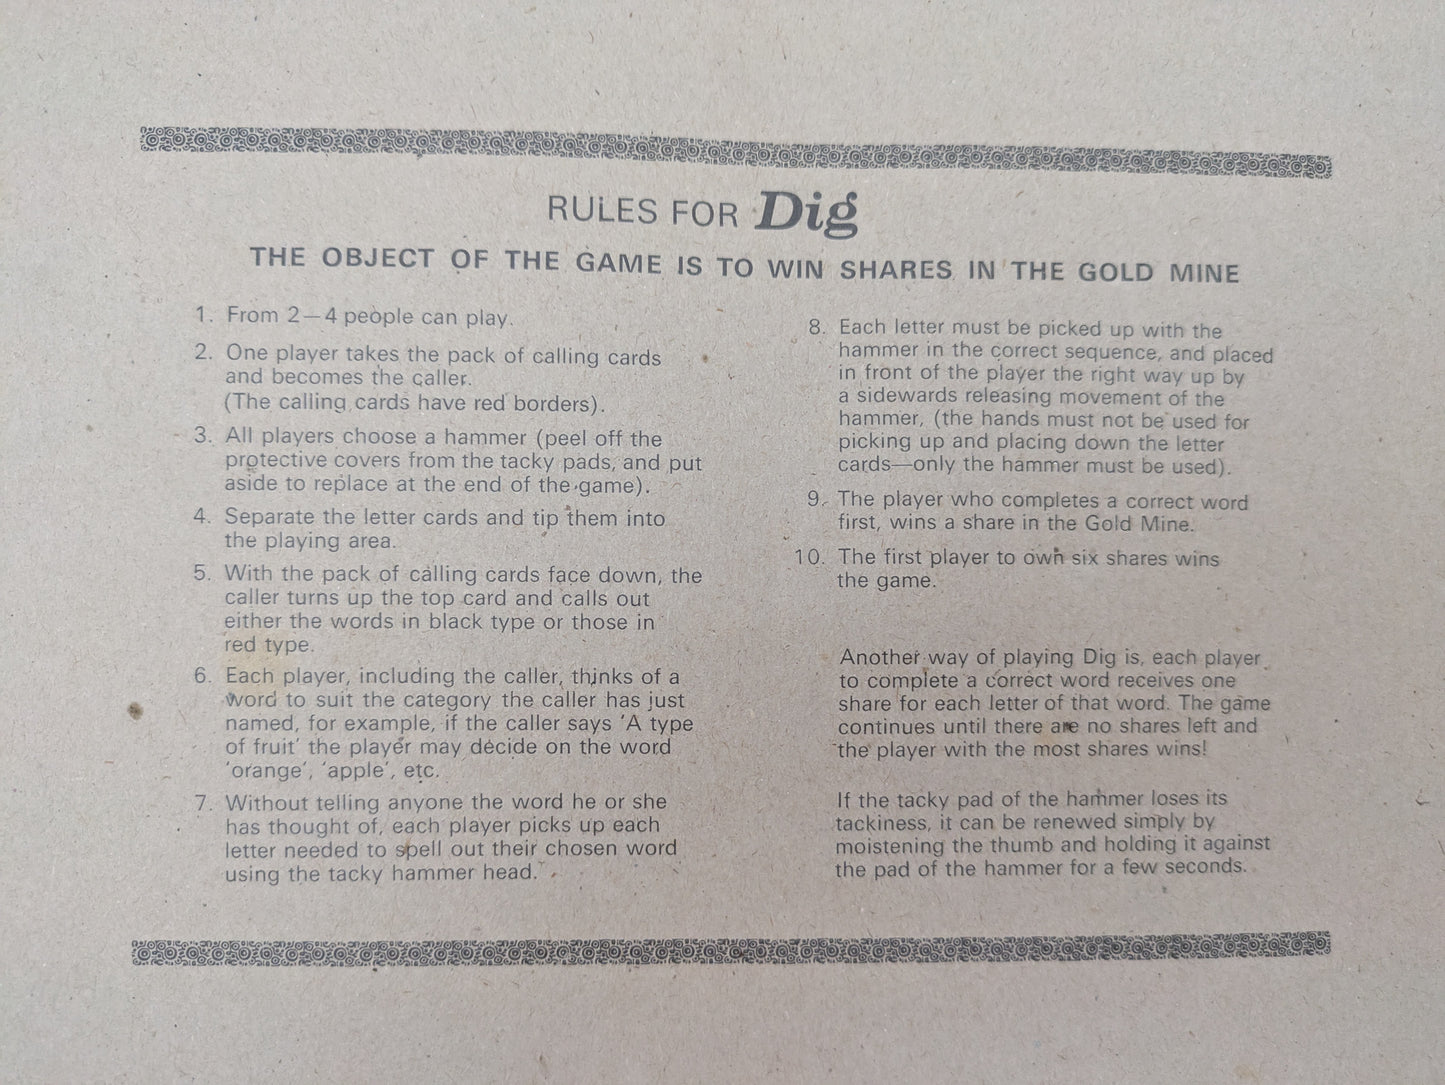 RULES FOR Dig
THE OBJECT OF THE GAME IS TO WIN SHARES IN THE GOLD MINE
1. From 2—4 people can play.
2. One player takes the pack of calling cards
and becomes the caller.
(The calling cards have red borders).
3. All players choose a hammer (peel off the
protective covers from the tacky pads, and put
aside to replace at the end of the game).
4. Separate the letter cards and tip them into
the playing area.
5. With the pack of calling cards face down, the
caller turns up the top card and calls out
either the words in black type or those in
red type.
6. Each player, including the caller, thinks of a
word to suit the category the caller has just
named, for example, if the caller says ‘A type
of fruit’ the player may decide on the word
‘orange’, ‘apple’, etc.
7. Without telling anyone the word he or she
has thought of, each player picks up each
letter needed to spell out their chosen word
using the tacky hammer head.
8. Each letter must be picked up with the
hammer in the correct sequence, and placed
in front of the player the right way up by
a sidewards releasing movement of the
hammer, (the hands must not be used for
picking up and placing down the letter
cards—only the hammer must be used).
9. The player who completes a correct word
first, wins a share in the Gold Mine.
10. The first player to own six shares wins
the game.
Another way of playing Dig is, each player
to complete a correct word receives one
share for each letter of that word. The game
continues until there are no shares left and
the player with the most shares wins!
If the tacky pad of the hammer loses its
tackiness, it can be renewed simply by
moistening the thumb and holding it against
the pad of the hammer for a few seconds.